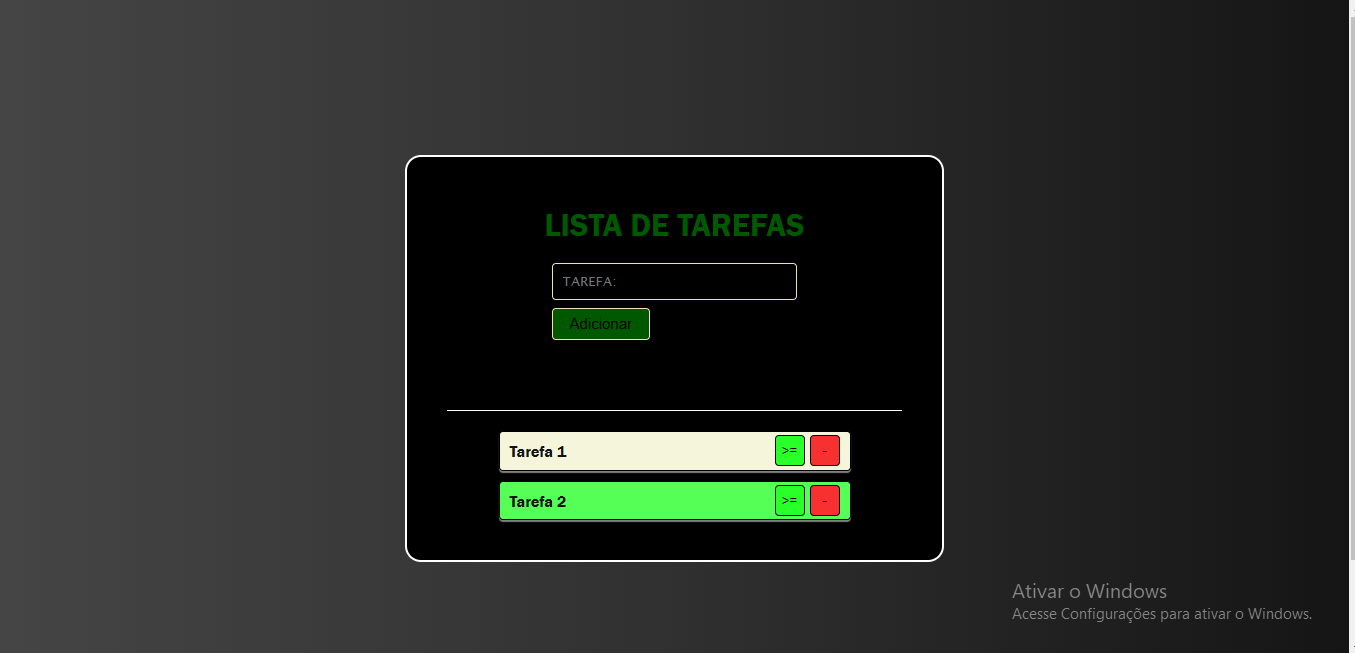 LISTA DE TAREFAS
TAREFA:
Adicionar
Tarefa 1 >= -
Tarefa 2 >= -
Ativar o Windows
Acesse Configurações para ativar o Windows.